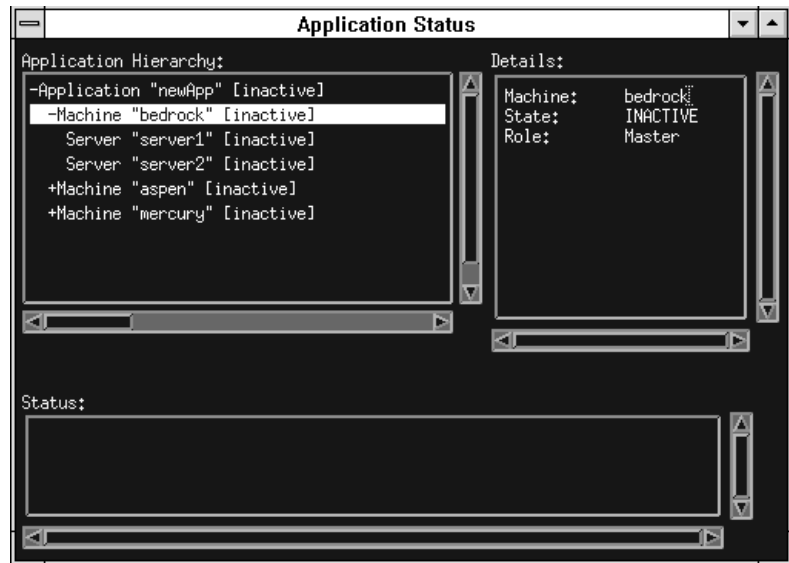 Application Status
Application Hierarchy:
-Application "newApp" [inactive]
-Machine "bedrock" [inactive]
Server "server1" [inactive]
Server "server2" [inactive]
+Machine "aspen" [inactive]
+Machine "mercury" [inactive]
Details:
Machine: bedrock
State: INACTIVE
Role: Master
Status: